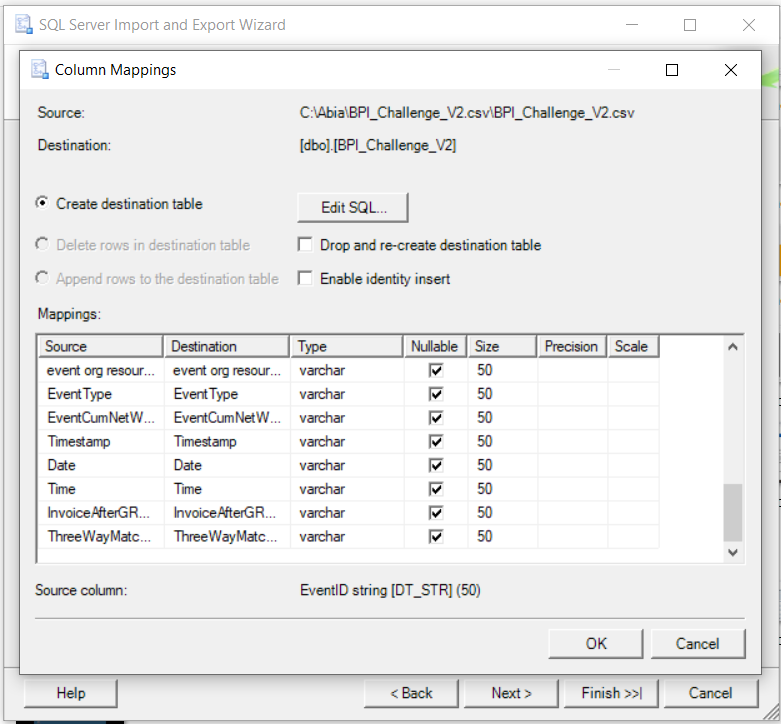 SQL Server Import and Export Wizard
Column Mappings
Source: C:\Abia\BPI_Challenge_V2.csv\BPI_Challenge_V2.csv
Destination: [dbo].[BPI_Challenge_V2]
Create destination table Edit SQL...
Delete rows in destination table Drop and re-create destination table
Append rows to the destination table Enable identity insert
Mappings:
Source Destination Type Nullable Size Precision Scale
event org resour... event org resour... varchar 50
EventType EventType varchar 50
EventCumNetW... EventCumNetW... varchar 50
Timestamp Timestamp varchar 50
Date Date varchar 50
Time Time varchar 50
InvoiceAfterGR... InvoiceAfterGR... varchar 50
ThreeWayMatc... ThreeWayMatc... varchar 50
Source column: EventID string [DT_STR] (50)
OK Cancel
Help < Back Next > Finish >>| Cancel